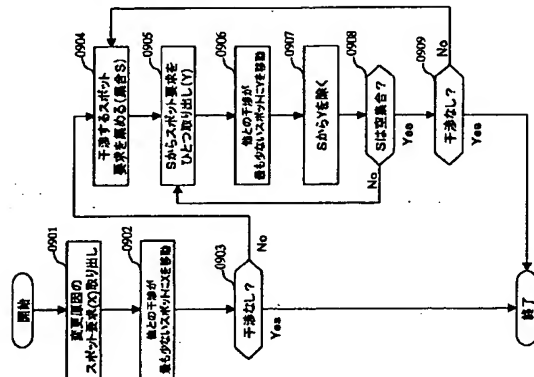 開始
0901
変更原因の
スポット要求(X)取り出し
0902
他との干渉が
最も少ないスポットにXを移動
0903
干渉なし?
No
Yes
0904
干渉するスポット
要求を集める(集合S)
0905
Sからスポット要求を
ひとつ取り出し(Y)
0906
他との干渉が
最も少ないスポットにYを移動
0907
SからYを除く
0908
Sは空集合?
No
Yes
0909
干渉なし?
No
Yes
終了